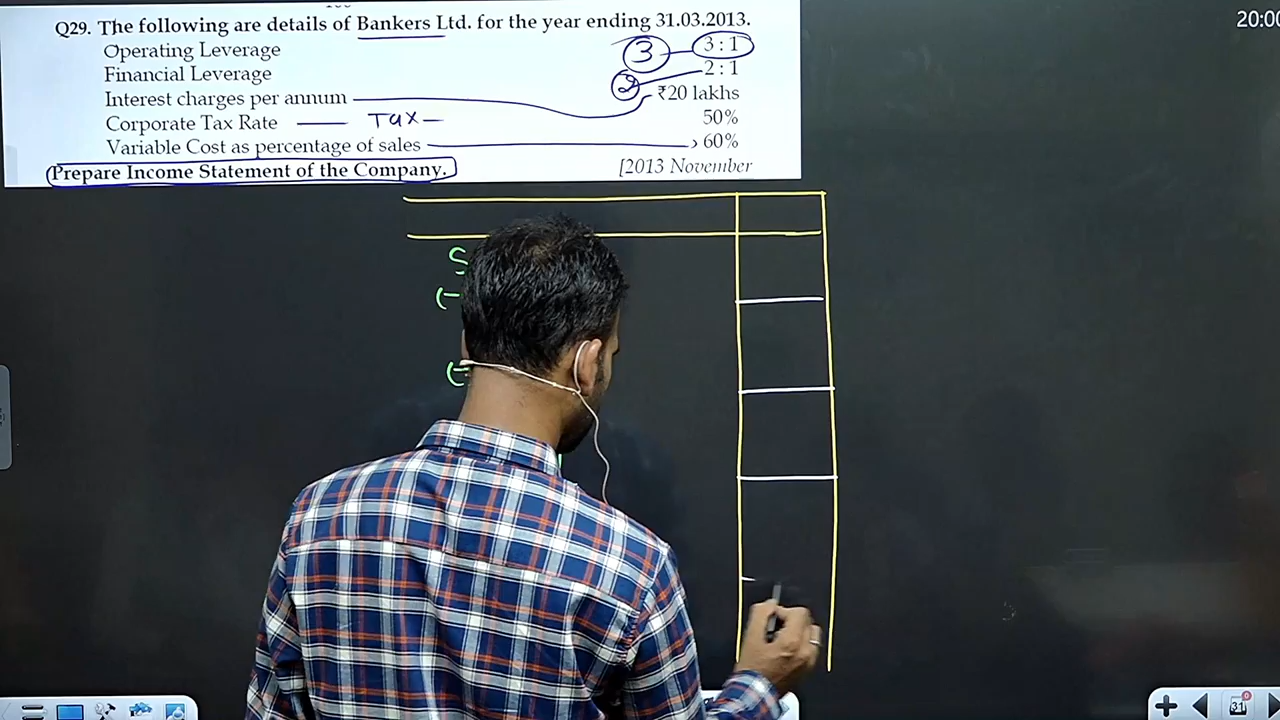 Q29. The following are details of Bankers Ltd. for the year ending 31.03.2013.
Operating Leverage 3 3 : 1
Financial Leverage 2 2 : 1
Interest charges per annum ₹20 lakhs
Corporate Tax Rate — Tax — 50%
Variable Cost as percentage of sales 60%
Prepare Income Statement of the Company. [2013 November
20:00
S
(-
(-
31